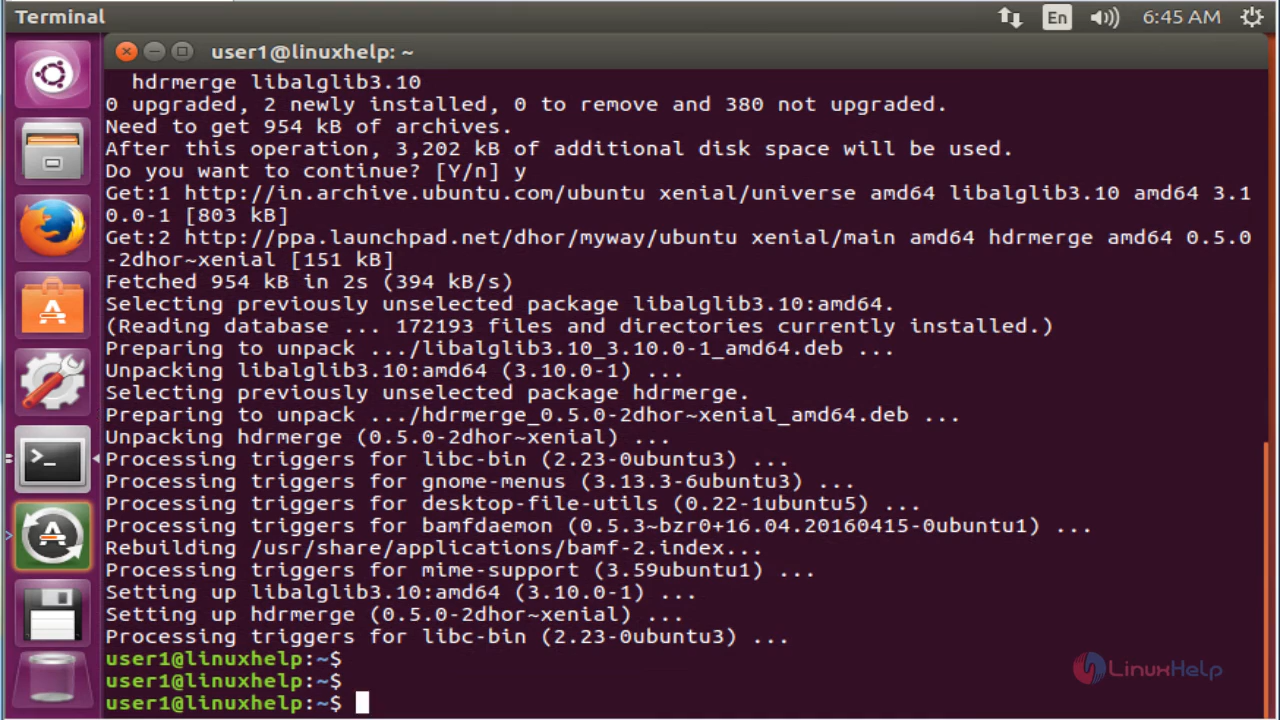 Terminal
En
6:45 AM
user1@linuxhelp: ~
hdrmerge libalglib3.10
0 upgraded, 2 newly installed, 0 to remove and 380 not upgraded.
Need to get 954 kB of archives.
After this operation, 3,202 kB of additional disk space will be used.
Do you want to continue? [Y/n] y
Get:1 http://in.archive.ubuntu.com/ubuntu xenial/universe amd64 libalglib3.10 amd64 3.1
0.0-1 [803 kB]
Get:2 http://ppa.launchpad.net/dhor/myway/ubuntu xenial/main amd64 hdrmerge amd64 0.5.0
-2dhor~xenial [151 kB]
Fetched 954 kB in 2s (394 kB/s)
Selecting previously unselected package libalglib3.10:amd64.
(Reading database ... 172193 files and directories currently installed.)
Preparing to unpack .../libalglib3.10_3.10.0-1_amd64.deb ...
Unpacking libalglib3.10:amd64 (3.10.0-1) ...
Selecting previously unselected package hdrmerge.
Preparing to unpack .../hdrmerge_0.5.0-2dhor~xenial_amd64.deb ...
Unpacking hdrmerge (0.5.0-2dhor~xenial) ...
Processing triggers for libc-bin (2.23-0ubuntu3) ...
Processing triggers for gnome-menus (3.13.3-6ubuntu3) ...
Processing triggers for desktop-file-utils (0.22-1ubuntu5) ...
Processing triggers for bamfdaemon (0.5.3~bzr0+16.04.20160415-0ubuntu1) ...
Rebuilding /usr/share/applications/bamf-2.index...
Processing triggers for mime-support (3.59ubuntu1) ...
Setting up libalglib3.10:amd64 (3.10.0-1) ...
Setting up hdrmerge (0.5.0-2dhor~xenial) ...
Processing triggers for libc-bin (2.23-0ubuntu3) ...
user1@linuxhelp:~$
user1@linuxhelp:~$
user1@linuxhelp:~$
LinuxHelp